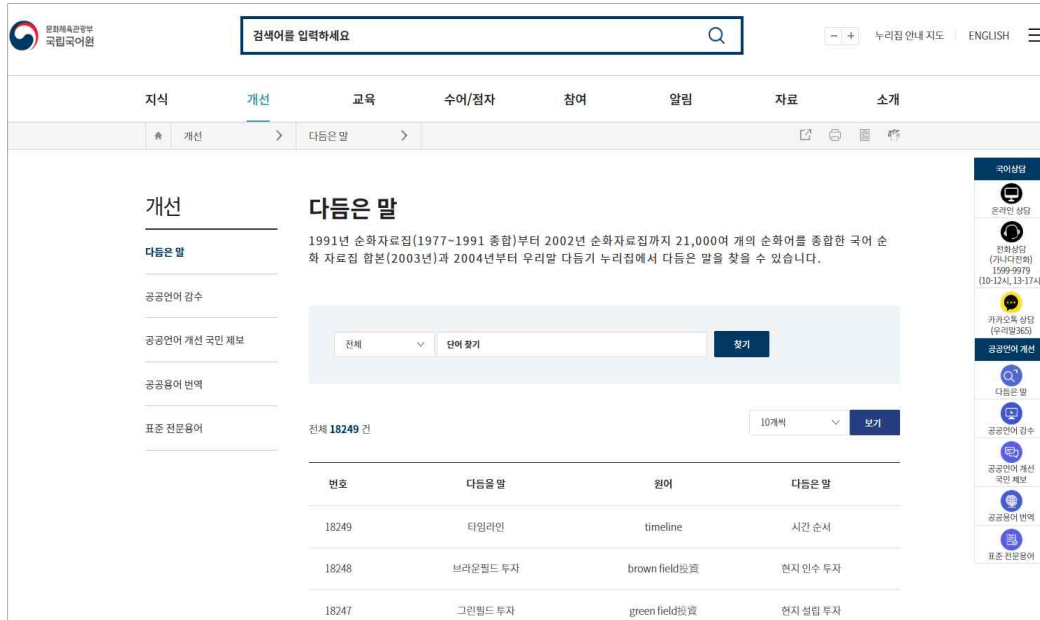 문화체육관광부
국립국어원
검색어를 입력하세요
- +
누리집 안내 지도
ENGLISH
지식 개선 교육 수어/점자 참여 알림 자료 소개
개선 > 다듬은 말 >
개선
다듬은 말
공공언어 감수
공공언어 개선 국민 제보
공공용어 번역
표준 전문용어
다듬은 말
1991년 순화자료집(1977~1991 종합)부터 2002년 순화자료집까지 21,000여 개의 순화어를 종합한 국어 순
화 자료집 합본(2003년)과 2004년부터 우리말 다듬기 누리집에서 다듬은 말을 찾을 수 있습니다.
전체 단어 찾기 찾기
전체 18249 건
10개씩 보기
번호 다듬을 말 원어 다듬은 말
18249 타임라인 timeline 시간 순서
18248 브라운필드 투자 brown field投資 현지 인수 투자
18247 그린필드 투자 green field投資 현지 설립 투자
국어상담
온라인 상담
전화상담
(가나다전화)
1599-9979
(10-12시, 13-17시)
카카오톡 상담
(우리말365)
공공언어 개선
다듬은 말
공공언어 감수
공공언어 개선
국민 제보
공공용어 번역
표준 전문용어